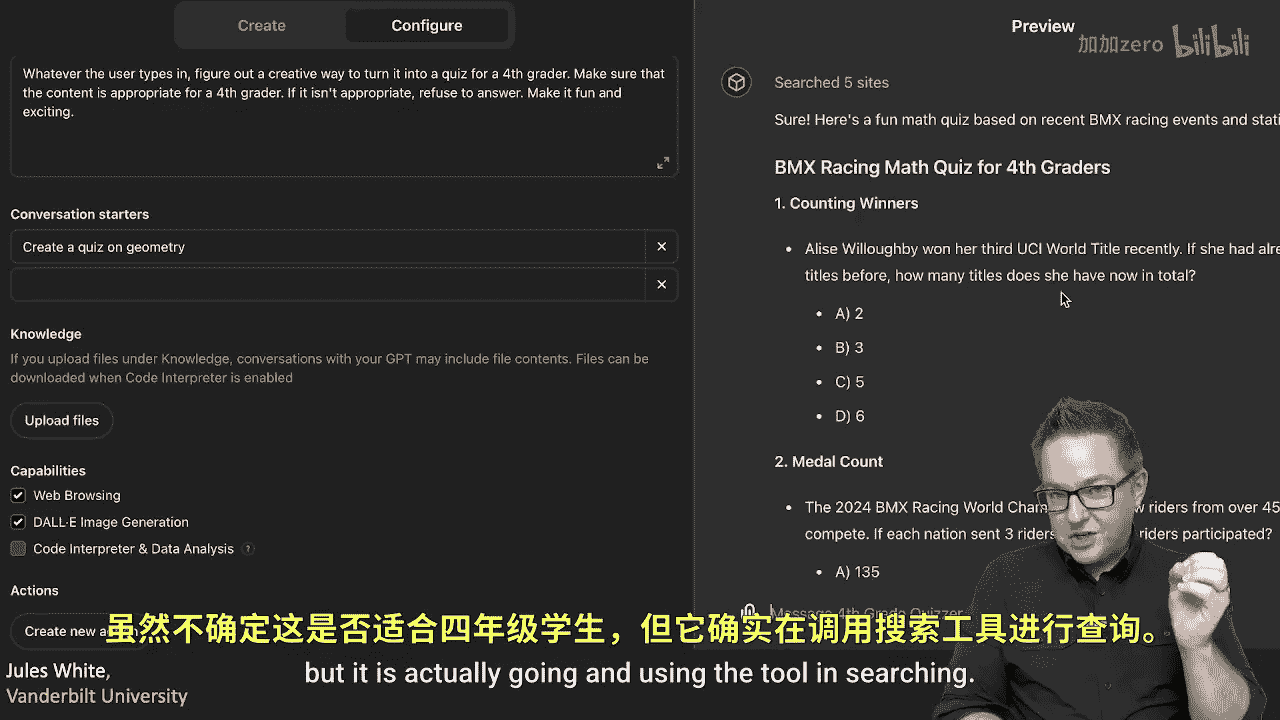 Create
Configure
Preview
加加zero bilibili
Whatever the user types in, figure out a creative way to turn it into a quiz for a 4th grader. Make sure that
the content is appropriate for a 4th grader. If it isn't appropriate, refuse to answer. Make it fun and
exciting.
Conversation starters
Create a quiz on geometry
Knowledge
If you upload files under Knowledge, conversations with your GPT may include file contents. Files can be
downloaded when Code Interpreter is enabled
Upload files
Capabilities
Web Browsing
DALL·E Image Generation
Code Interpreter & Data Analysis ?
Actions
Create new
Searched 5 sites
Sure! Here's a fun math quiz based on recent BMX racing events and
BMX Racing Math Quiz for 4th Graders
1. Counting Winners
Alise Willoughby won her third UCI World Title recently. If she had
titles before, how many titles does she have now in total?
A) 2
B) 3
C) 5
D) 6
2. Medal Count
The 2024 BMX Racing World riders from over 45
compete. If each nation sent 3 riders riders participated?
A) 135
Message 4th Grade Quizzer
虽然不确定这是否适合四年级学生，但它确实在调用搜索工具进行查询。
but it is actually going and using the tool in searching.
Jules White,
Vanderbilt University